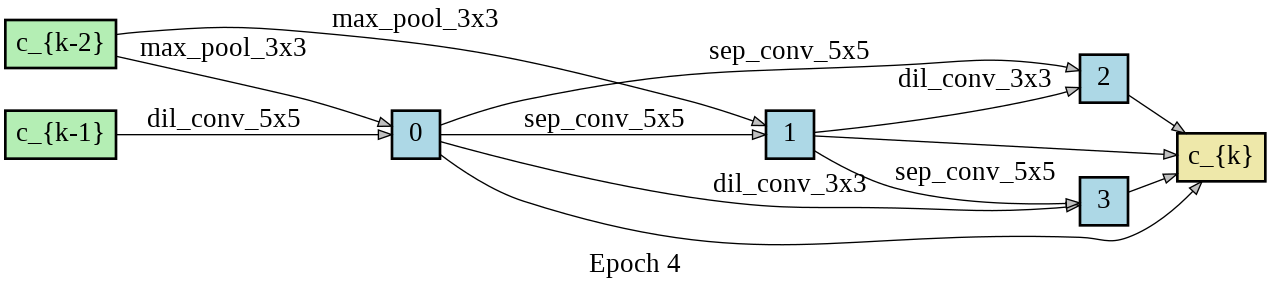 max_pool_3x3
c_{k-2}
max_pool_3x3
sep_conv_5x5
dil_conv_3x3
2
c_{k-1}
dil_conv_5x5
0
sep_conv_5x5
1
c_{k}
sep_conv_5x5
dil_conv_3x3
3
Epoch 4